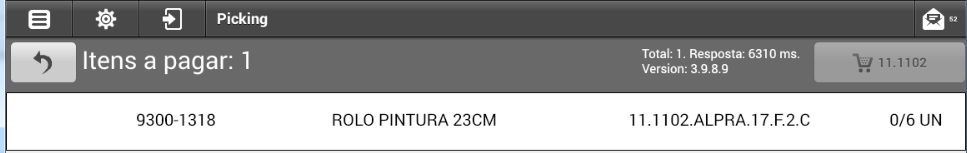 Picking
52
Itens a pagar: 1
Total: 1. Resposta: 6310 ms.
Version: 3.9.8.9
11.1102
9300-1318 ROLO PINTURA 23CM 11.1102.ALPRA.17.F.2.C 0/6 UN